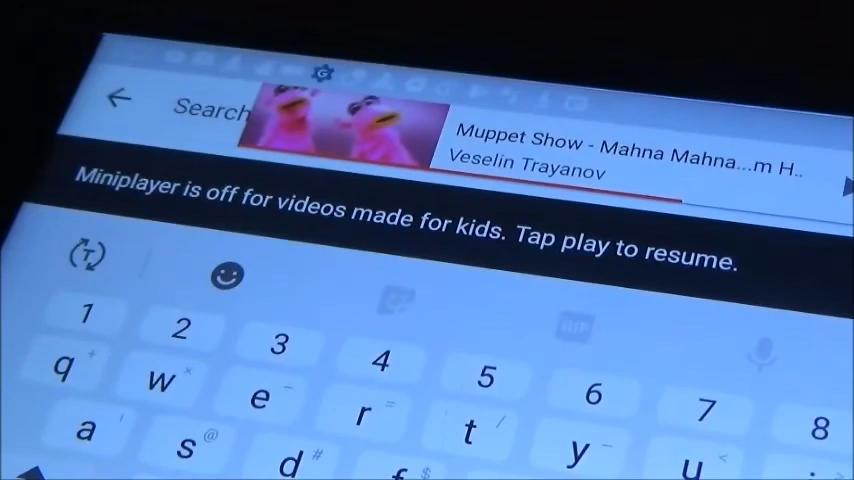 Search
Muppet Show - Mahna Mahna...m H..
Veselin Trayanov
Miniplayer is off for videos made for kids. Tap play to resume.
T
GIF
1 2 3 4 5 6 7 8
q + w × e r = t / y u <
a s @ d # f $